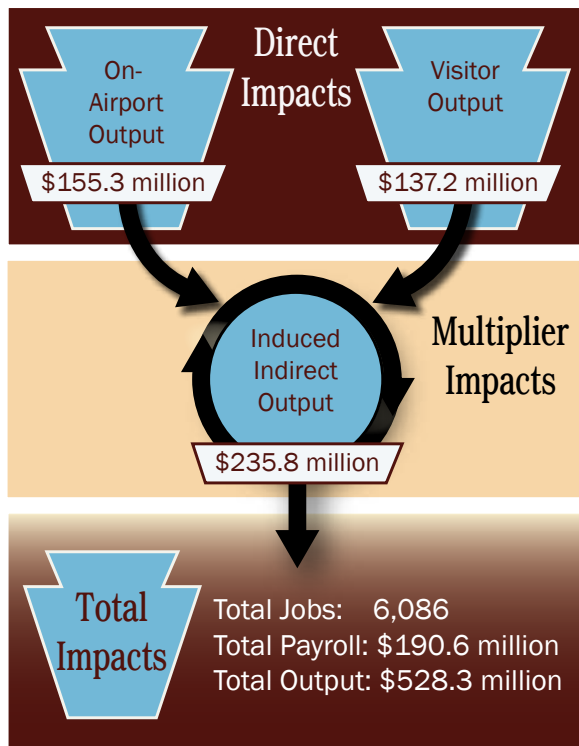 Direct
Impacts
On-
Airport
Output
$155.3 million
Visitor
Output
$137.2 million
Multiplier
Impacts
Induced
Indirect
Output
$235.8 million
Total
Impacts
Total Jobs: 6,086
Total Payroll: $190.6 million
Total Output: $528.3 million